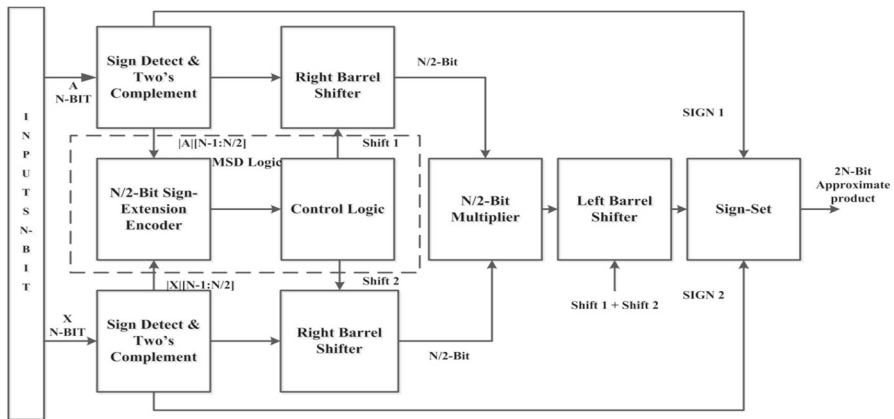 I
N
P
U
T
S
N-
B
I
T
A
N-BIT
Sign Detect &
Two's
Complement
Right Barrel
Shifter
N/2-Bit
SIGN 1
|A|[N-1:N/2]
MSD Logic
Shift 1
N/2-Bit Sign-
Extension
Encoder
Control Logic
N/2-Bit
Multiplier
Left Barrel
Shifter
Sign-Set
2N-Bit
Approximate
product
|X|[N-1:N/2]
Shift 2
Shift 1 + Shift 2
SIGN 2
X
N-BIT
Sign Detect &
Two's
Complement
Right Barrel
Shifter
N/2-Bit